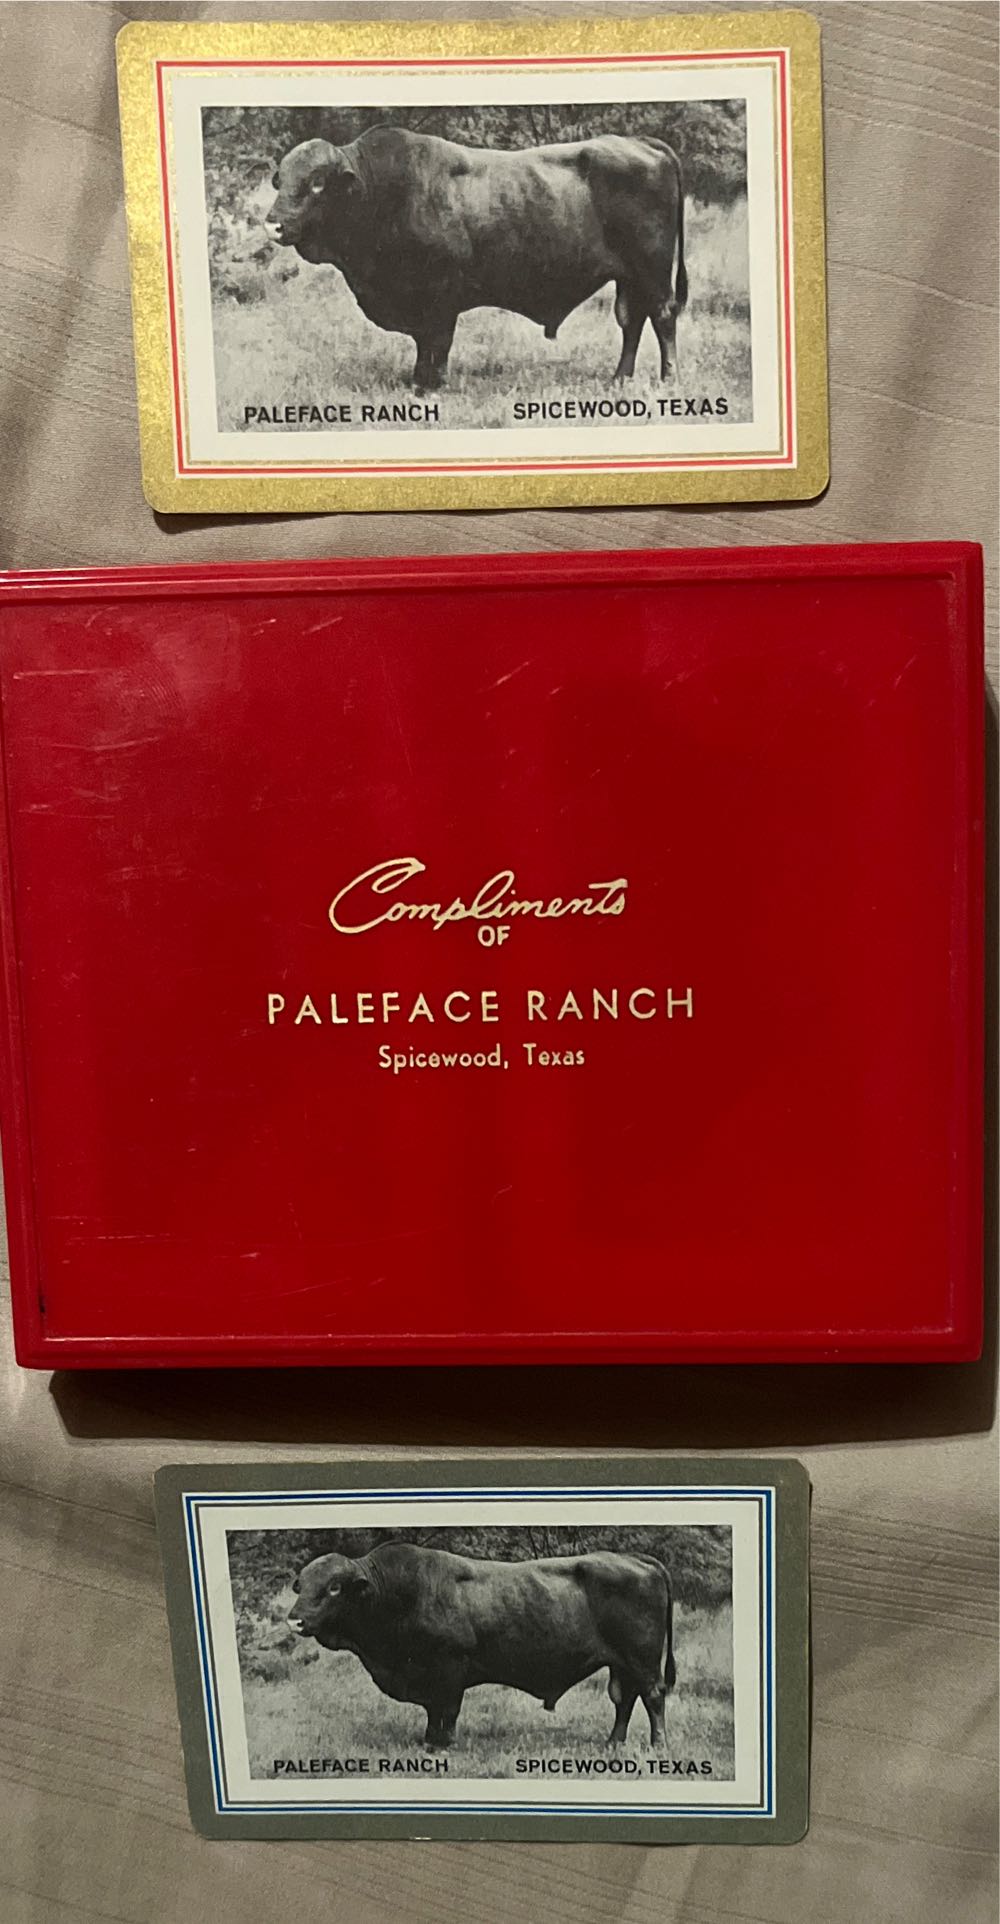 PALEFACE RANCH SPICEWOOD, TEXAS
Compliments
OF
PALEFACE RANCH
Spicewood, Texas
PALEFACE RANCH SPICEWOOD, TEXAS